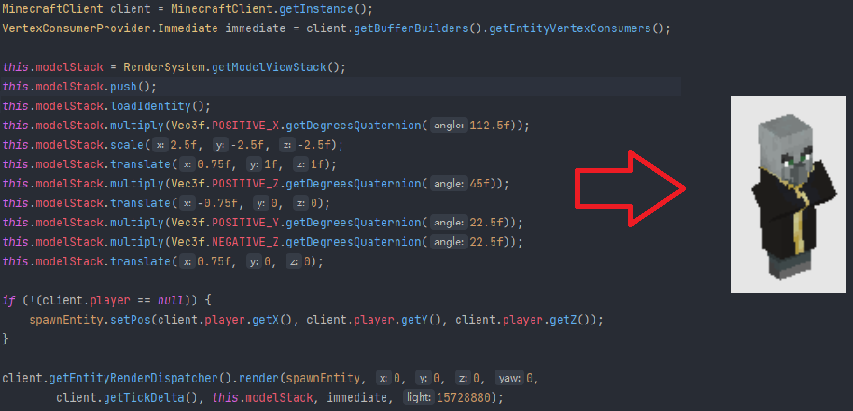 MinecraftClient client = MinecraftClient.getInstance();
VertexConsumerProvider.Immediate immediate = client.getBufferBuilders().getEntityVertexConsumers();
this.modelStack = RenderSystem.getModelViewStack();
this.modelStack.push();
this.modelStack.loadIdentity();
this.modelStack.multiply(Vec3f.POSITIVE_X.getDegreesQuaternion( angle: 112.5f));
this.modelStack.scale( x: 2.5f, y: -2.5f, z: -2.5f);
this.modelStack.translate( x: 0.75f, y: 1f, z: 1f);
this.modelStack.multiply(Vec3f.POSITIVE_Z.getDegreesQuaternion( angle: 45f));
this.modelStack.translate( x: -0.75f, y: 0, z: 0);
this.modelStack.multiply(Vec3f.POSITIVE_Y.getDegreesQuaternion( angle: 22.5f));
this.modelStack.multiply(Vec3f.NEGATIVE_Z.getDegreesQuaternion( angle: 22.5f));
this.modelStack.translate( x: 0.75f, y: 0, z: 0);
if (!(client.player == null)) {
spawnEntity.setPos(client.player.getX(), client.player.getY(), client.player.getZ());
}
client.getEntityRenderDispatcher().render(spawnEntity, x: 0, y: 0, z: 0, yaw: 0,
client.getTickDelta(), this.modelStack, immediate, light: 15728880);